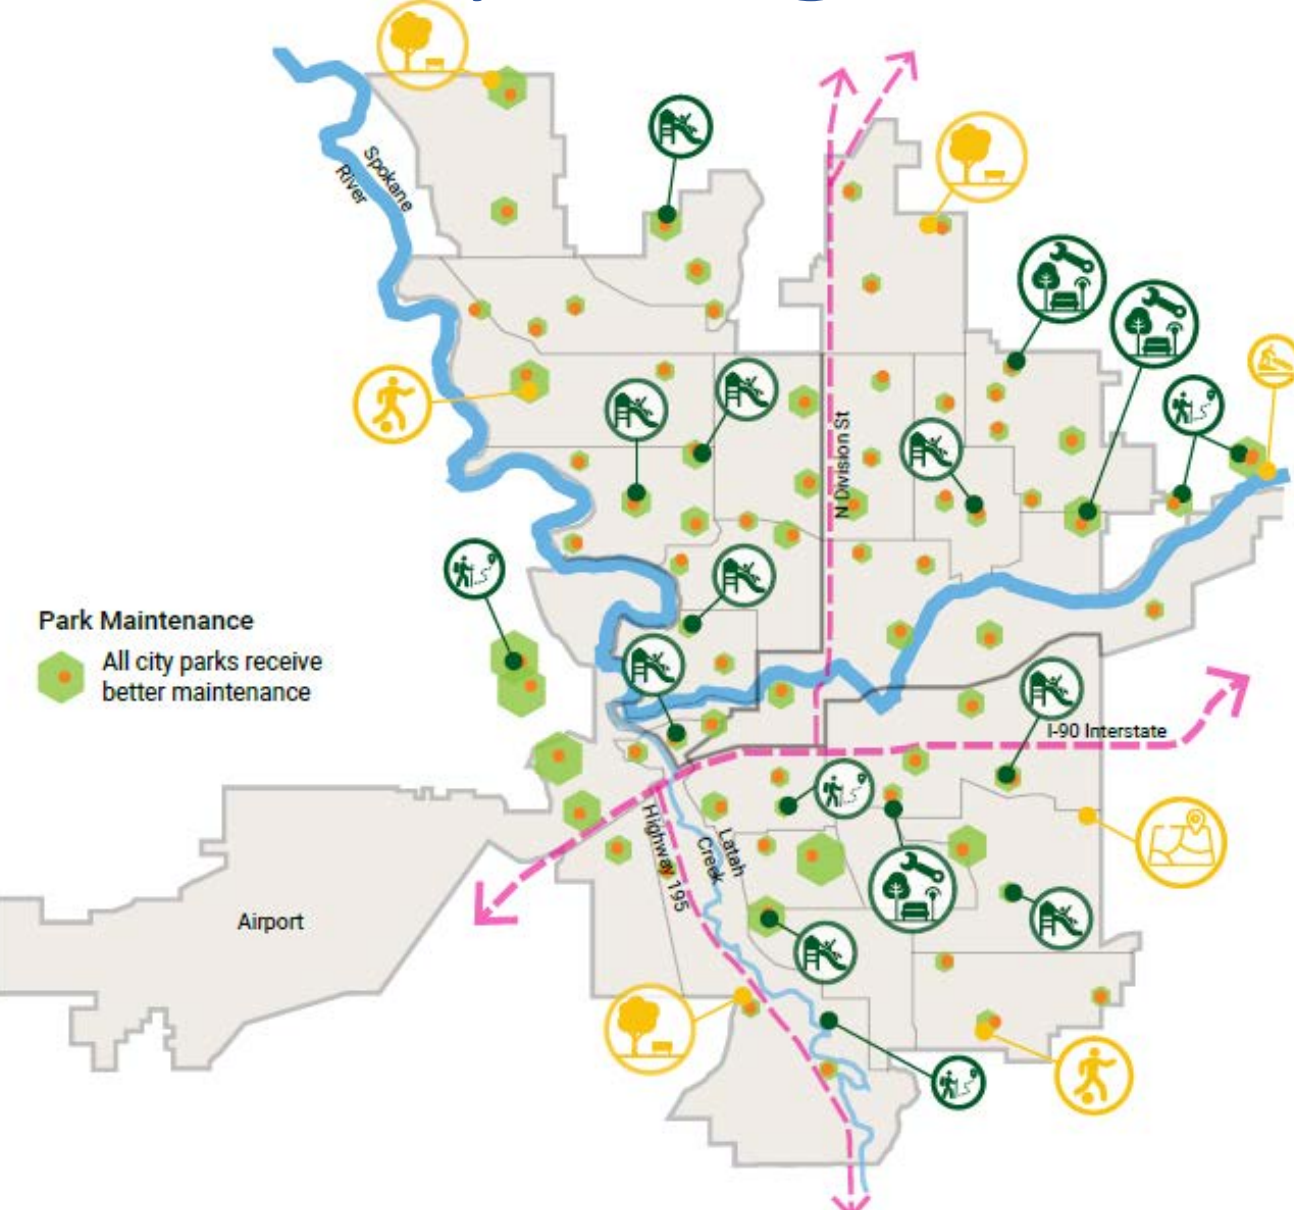 Spokane
River
N Division St
Park Maintenance
All city parks receive
better maintenance
I-90 Interstate
Highway 195
Latah
Creek
Airport